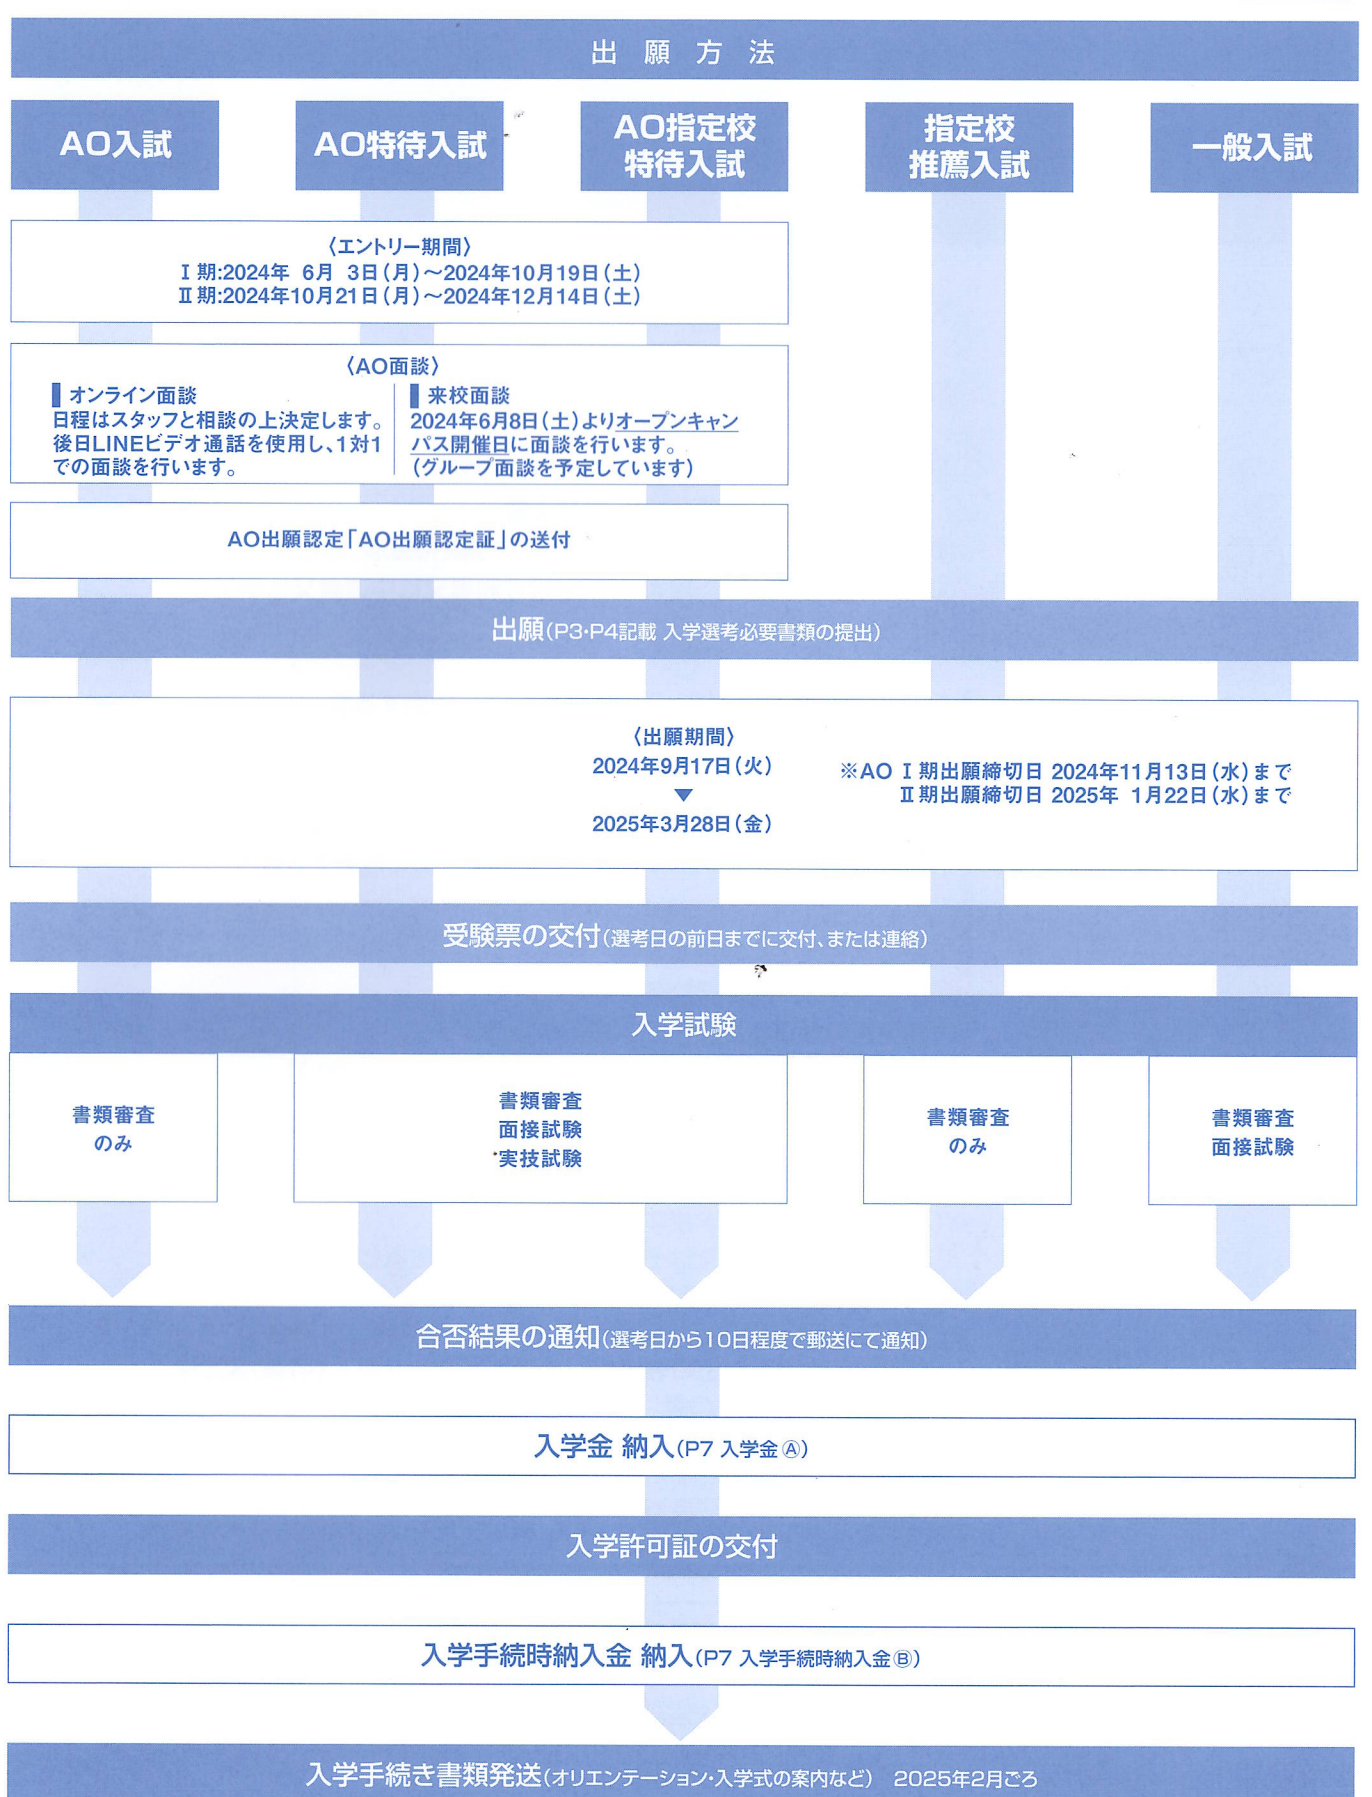 出願方法
AO入試
AO特待入試
AO指定校
特待入試
指定校
推薦入試
一般入試
〈エントリー期間〉
Ⅰ期:2024年 6月 3日(月)～2024年10月19日(土)
Ⅱ期:2024年10月21日(月)～2024年12月14日(土)
〈AO面談〉
オンライン面談
日程はスタッフと相談の上決定します。
後日LINEビデオ通話を使用し、1対1
での面談を行います。
来校面談
2024年6月8日(土)よりオープンキャン
パス開催日に面談を行います。
(グループ面談を予定しています)
AO出願認定「AO出願認定証」の送付
出願(P3・P4記載 入学選考必要書類の提出)
〈出願期間〉
2024年9月17日(火)
▼
2025年3月28日(金)
※AO Ⅰ期出願締切日 2024年11月13日(水)まで
Ⅱ期出願締切日 2025年 1月22日(水)まで
受験票の交付(選考日の前日までに交付、または連絡)
入学試験
書類審査
のみ
書類審査
面接試験
実技試験
書類審査
のみ
書類審査
面接試験
合否結果の通知(選考日から10日程度で郵送にて通知)
入学金 納入(P7 入学金Ⓐ)
入学許可証の交付
入学手続時納入金 納入(P7 入学手続時納入金Ⓑ)
入学手続き書類発送(オリエンテーション・入学式の案内など) 2025年2月ごろ